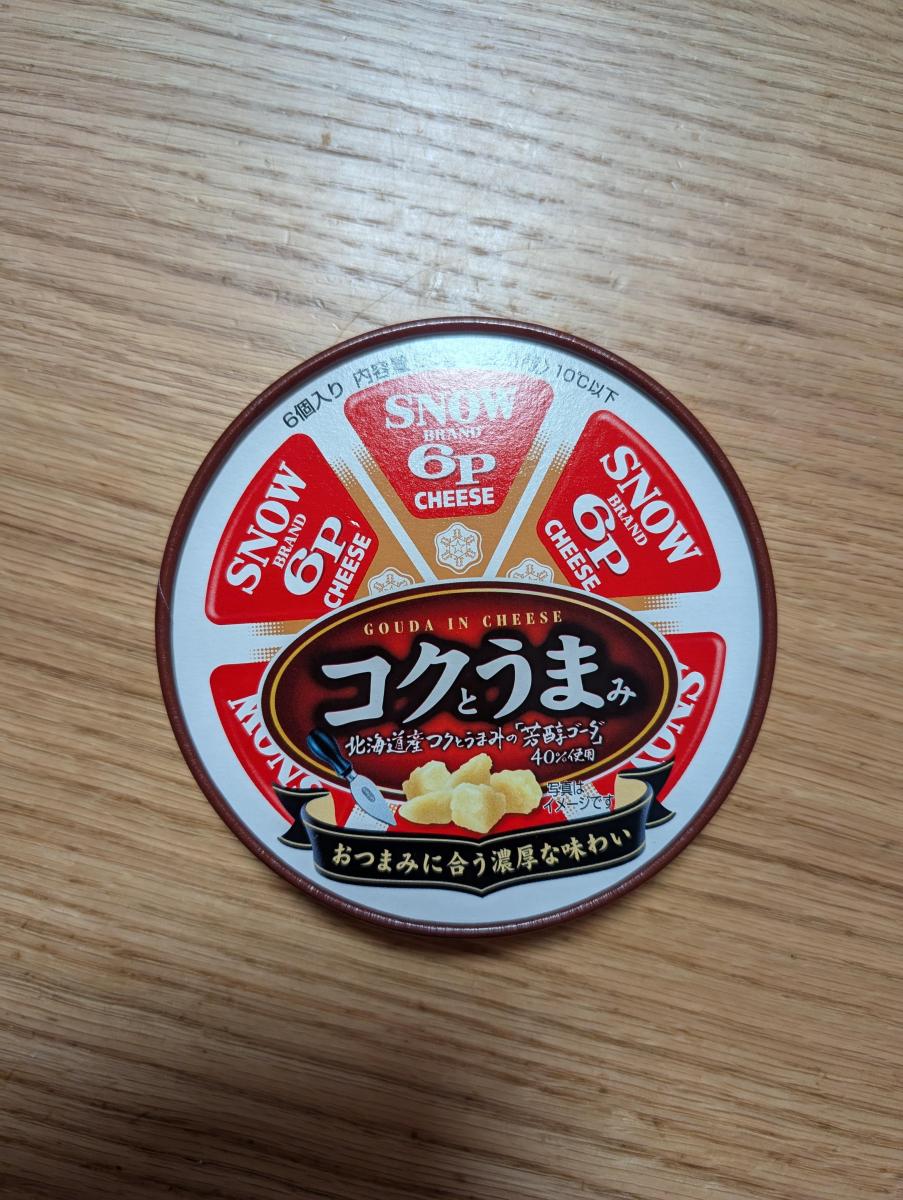 6個入り 内容量 10℃以下
SNOW
BRAND
6P
CHEESE
SNOW
BRAND
6P
CHEESE
SNOW
BRAND
6P
CHEESE
GOUDA IN CHEESE
コクとうまみ
北海道産コクとうまみの「芳醇ゴーダ」
40%使用
SNOW
SNOW
写真は
イメージです
おつまみに合う濃厚な味わい